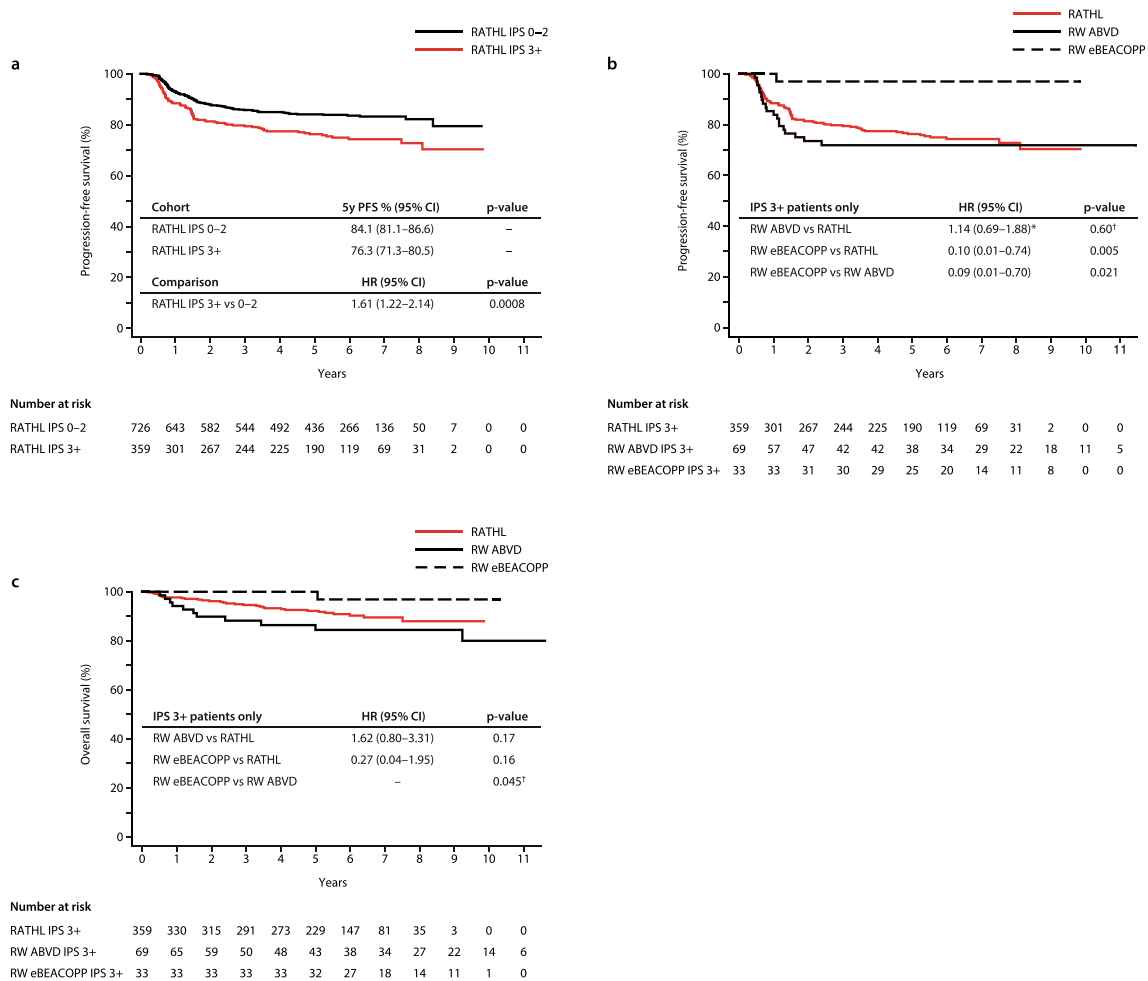 RATHL IPS 0–2
RATHL IPS 3+
a
Progression-free survival (%)
100
80
60
40
20
0
Cohort 5y PFS % (95% CI) p-value
RATHL IPS 0–2 84.1 (81.1–86.6) –
RATHL IPS 3+ 76.3 (71.3–80.5) –
Comparison HR (95% CI)
RATHL IPS 3+ vs 0–2 1.61 (1.22–2.14) 0.0008
0 1 2 3 4 5 6 7 8 9 10 11
Years
Number at risk
RATHL IPS 0–2 726 643 582 544 492 436 266 136 50 7 0 0
RATHL IPS 3+ 359 301 267 244 225 190 119 69 31 2 0 0
RATHL
RW ABVD
RW eBEACOPP
b
Progression-free survival (%)
100
80
60
40
20
0
IPS 3+ patients only HR (95% CI) p-value
RW ABVD vs RATHL 1.14 (0.69–1.88)* 0.60†
RW eBEACOPP vs RATHL 0.10 (0.01–0.74) 0.005
RW eBEACOPP vs RW ABVD 0.09 (0.01–0.70) 0.021
0 1 2 3 4 5 6 7 8 9 10 11
Years
Number at risk
RATHL IPS 3+ 359 301 267 244 225 190 119 69 31 2 0 0
RW ABVD IPS 3+ 69 57 47 42 42 38 34 29 22 18 11 5
RW eBEACOPP IPS 3+ 33 33 31 30 29 25 20 14 11 8 0 0
RATHL
RW ABVD
RW eBEACOPP
c
Overall survival (%)
100
80
60
40
20
0
IPS 3+ patients only HR (95% CI) p-value
RW ABVD vs RATHL 1.62 (0.80–3.31) 0.17
RW eBEACOPP vs RATHL 0.27 (0.04–1.95) 0.16
RW eBEACOPP vs RW ABVD – 0.045†
0 1 2 3 4 5 6 7 8 9 10 11
Years
Number at risk
RATHL IPS 3+ 359 330 315 291 273 229 147 81 35 3 0 0
RW ABVD IPS 3+ 69 65 59 50 48 43 38 34 27 22 14 6
RW eBEACOPP IPS 3+ 33 33 33 33 33 32 27 18 14 11 1 0